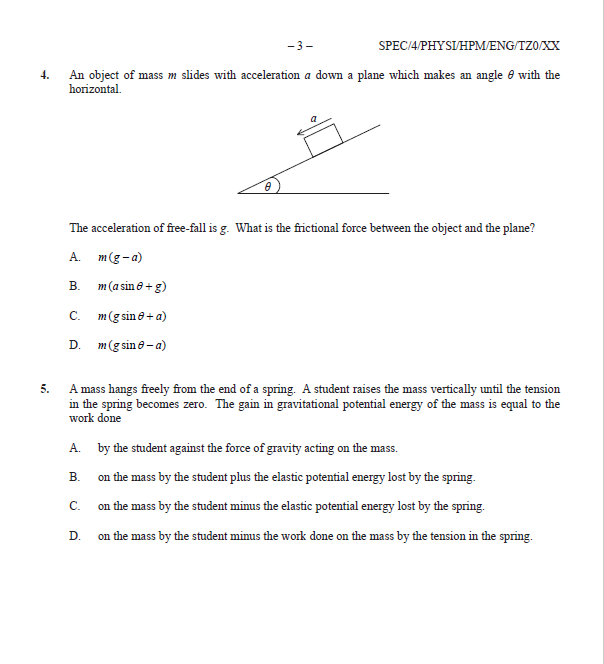 – 3 – SPEC/4/PHYSI/HPM/ENG/TZ0/XX
4. An object of mass m slides with acceleration a down a plane which makes an angle θ with the
horizontal.
a
θ
The acceleration of free-fall is g. What is the frictional force between the object and the plane?
A. m(g – a)
B. m(a sin θ + g)
C. m(g sin θ + a)
D. m(g sin θ – a)
5. A mass hangs freely from the end of a spring. A student raises the mass vertically until the tension
in the spring becomes zero. The gain in gravitational potential energy of the mass is equal to the
work done
A. by the student against the force of gravity acting on the mass.
B. on the mass by the student plus the elastic potential energy lost by the spring.
C. on the mass by the student minus the elastic potential energy lost by the spring.
D. on the mass by the student minus the work done on the mass by the tension in the spring.